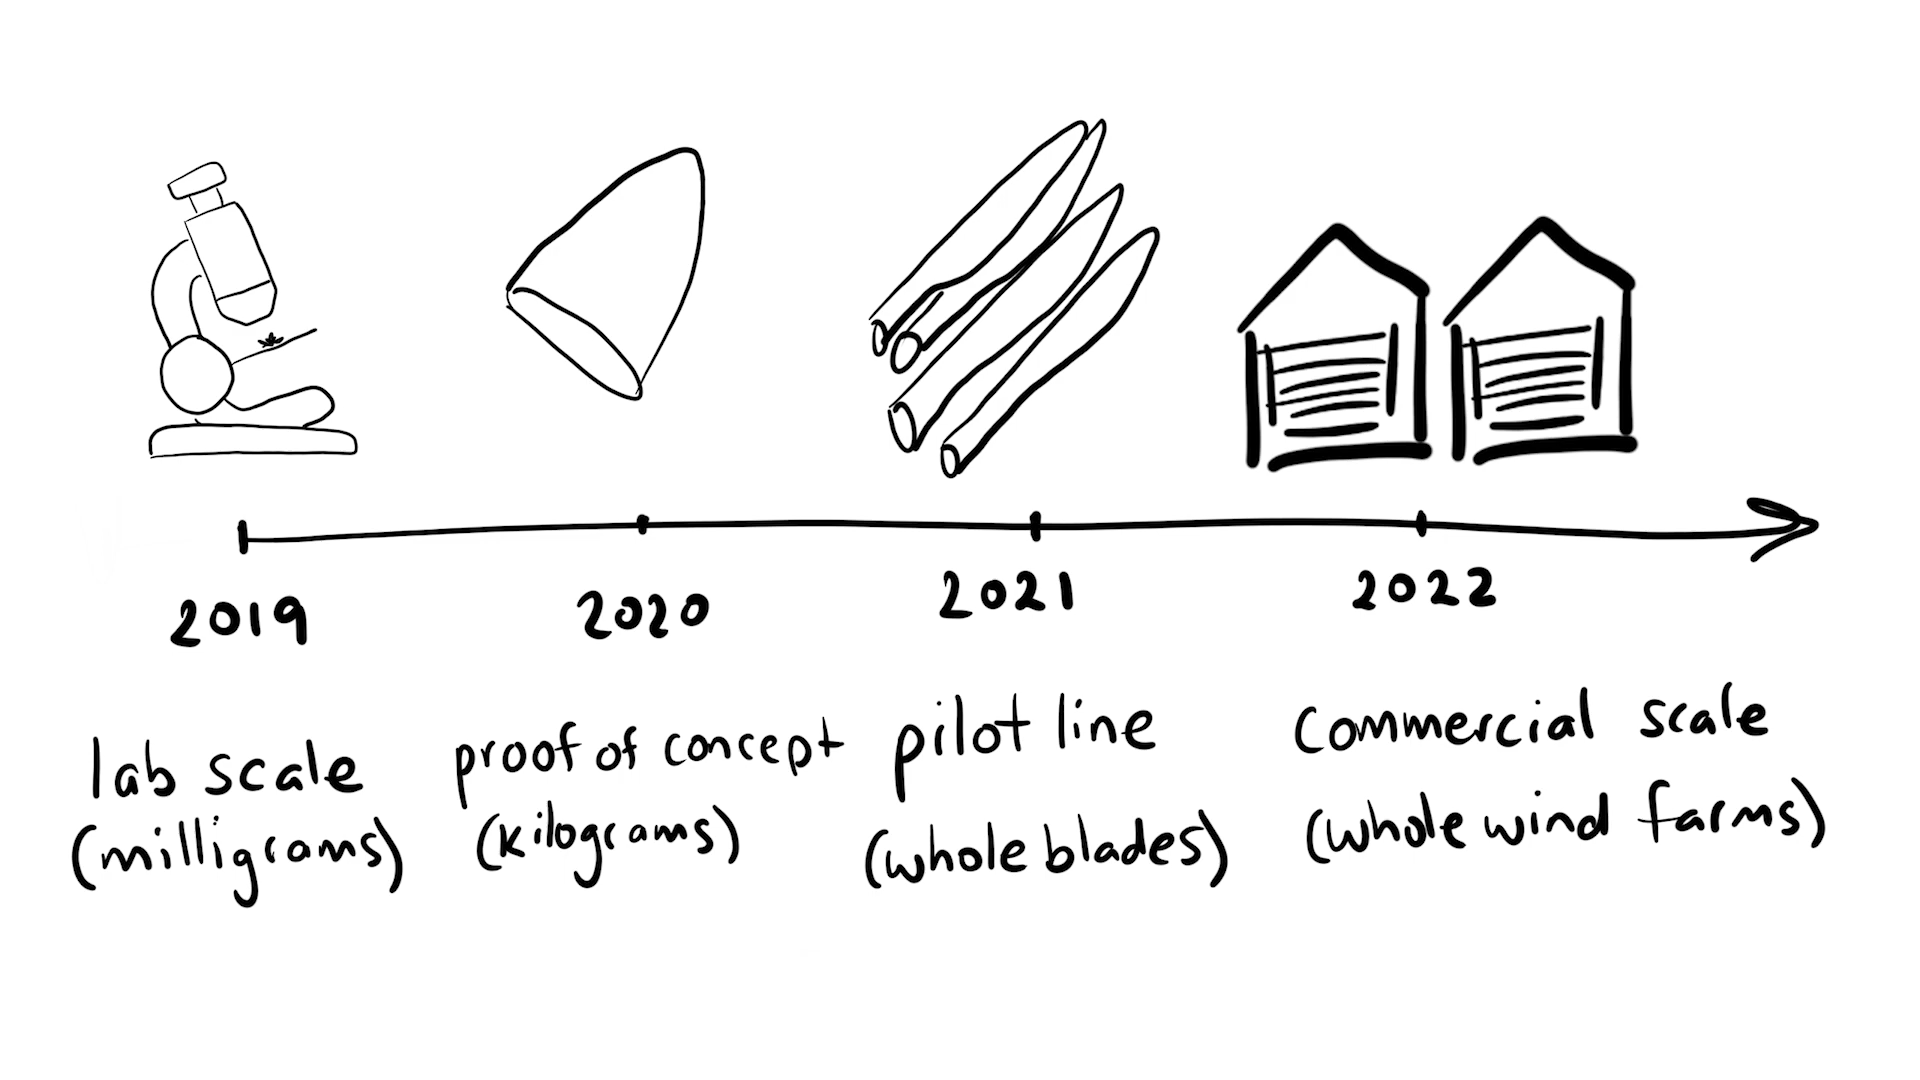 2019
2020
2021
2022
lab scale
(milligrams)
proof of concept
(kilograms)
pilot line
(whole blades)
commercial scale
(whole wind farms)